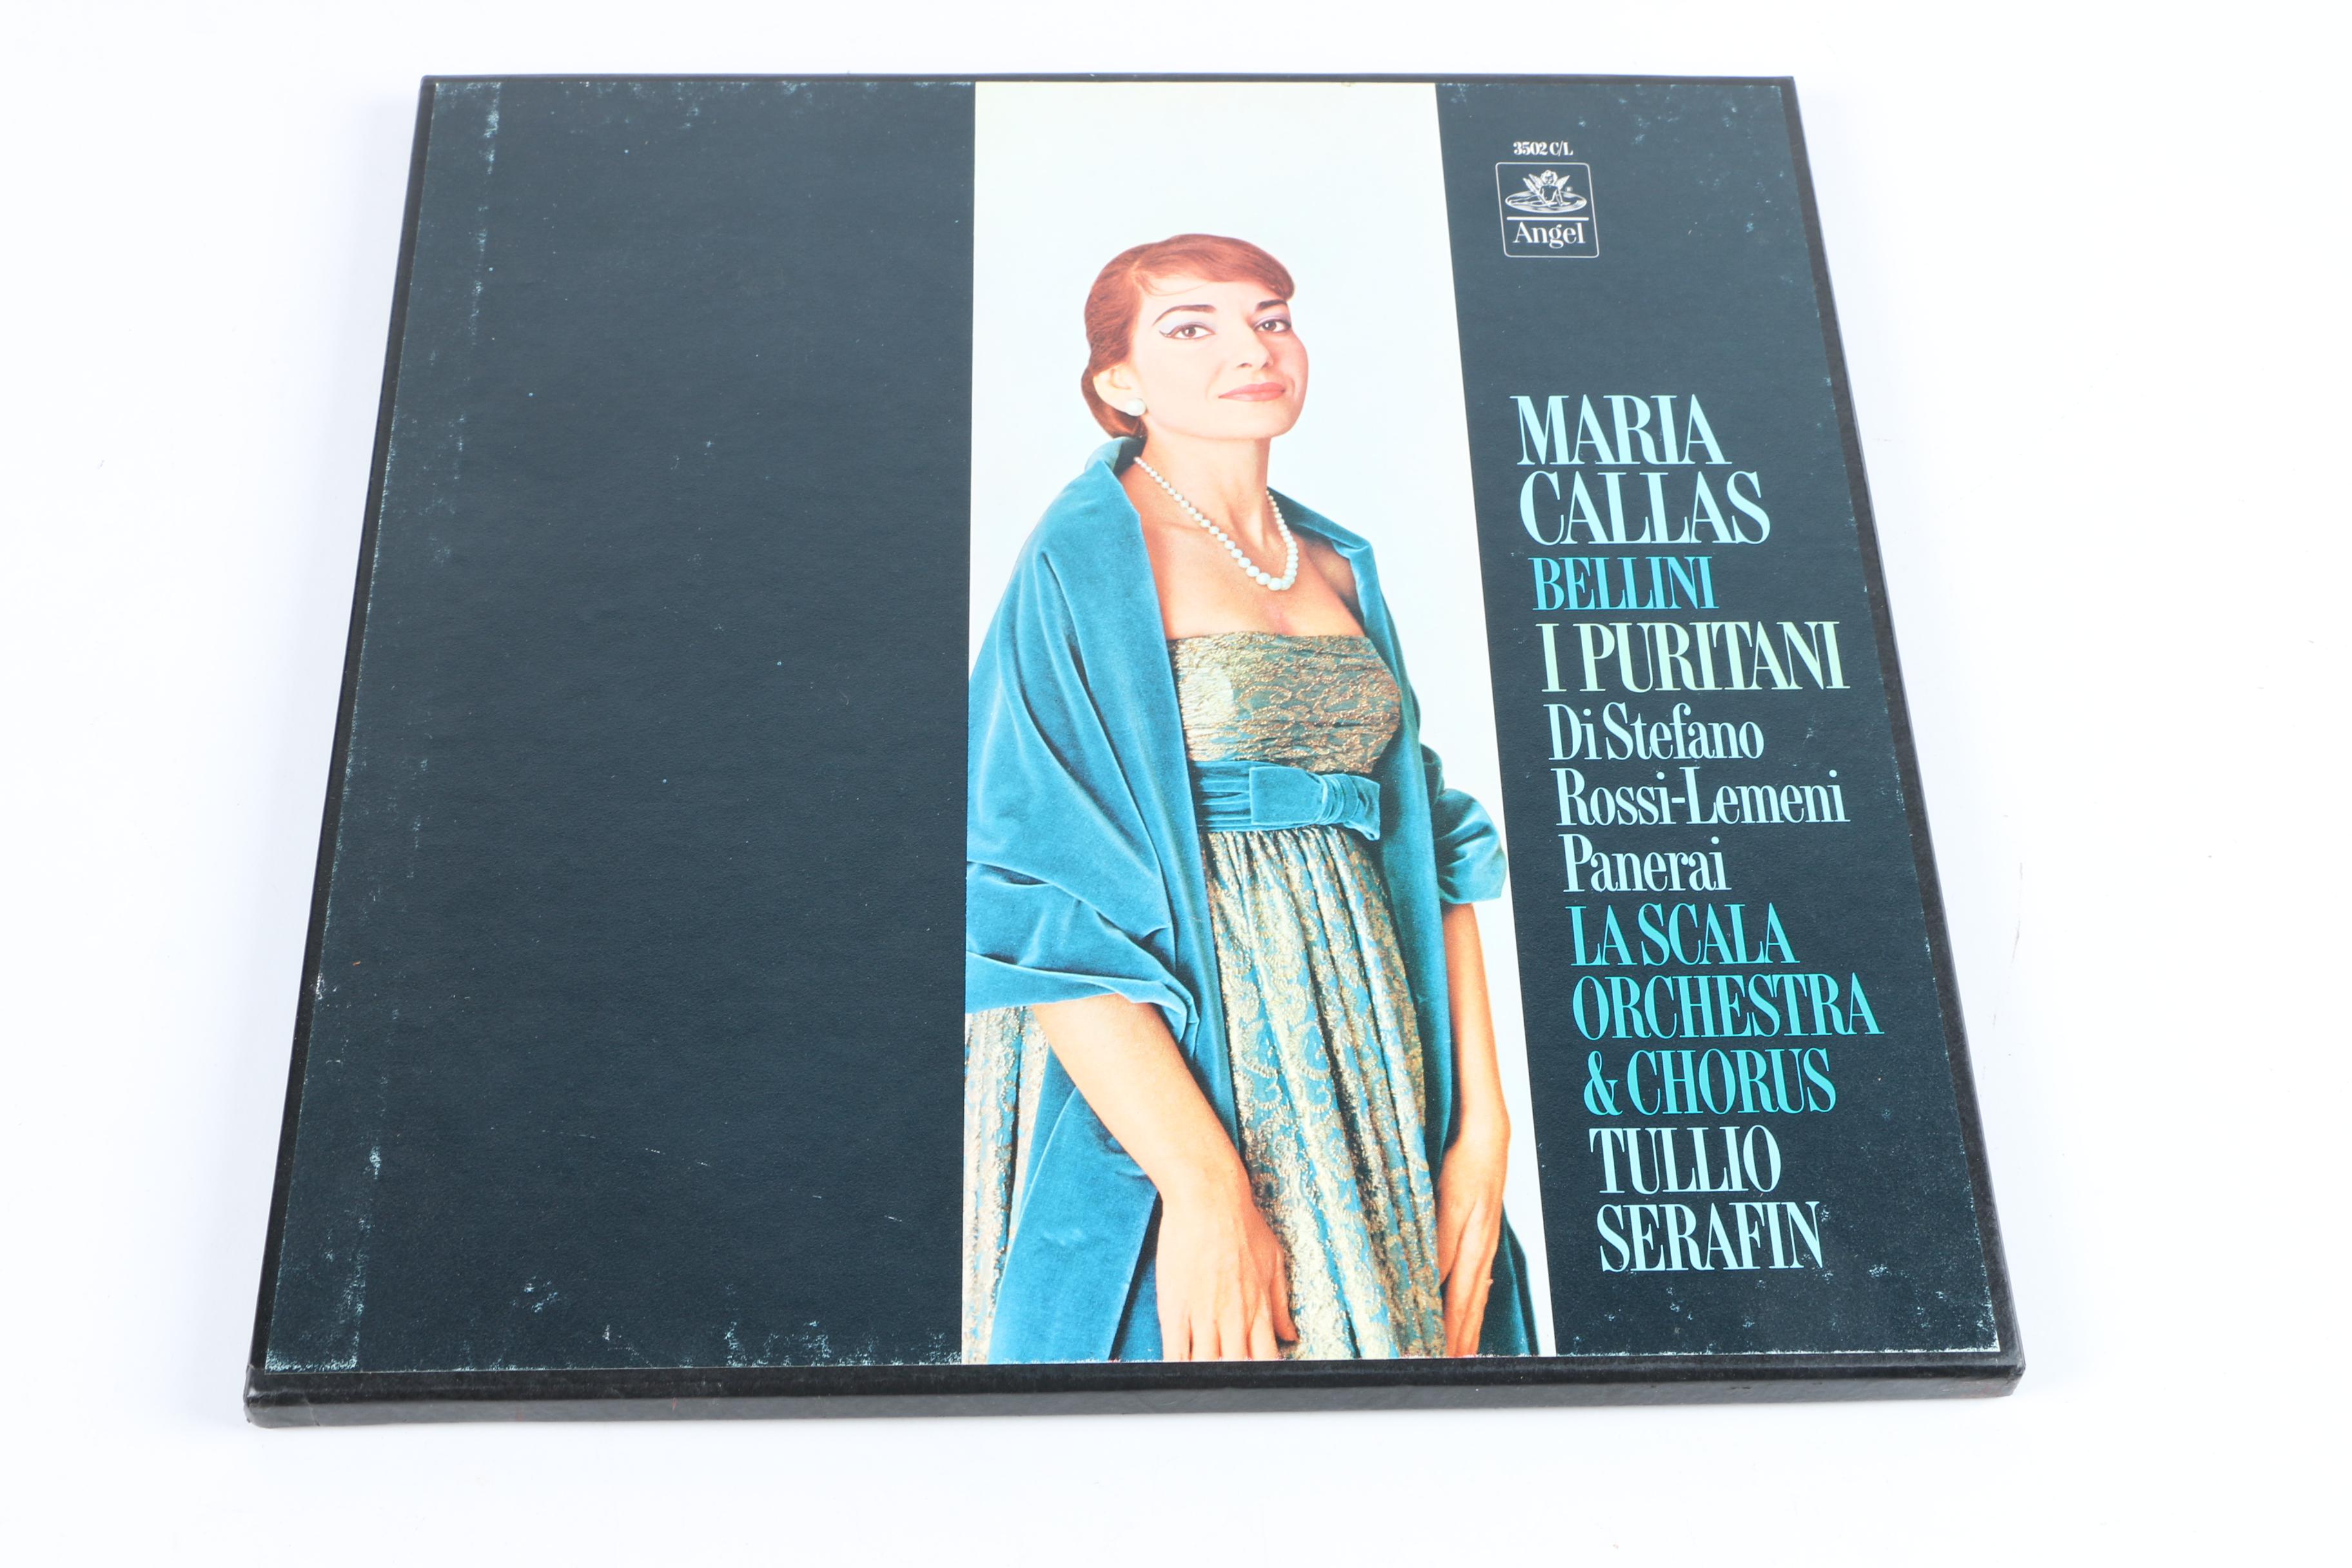 3502 C/L
Angel
MARIA
CALLAS
BELLINI
I PURITANI
Di Stefano
Rossi-Lemeni
Panerai
LA SCALA
ORCHESTRA
& CHORUS
TULLIO
SERAFIN